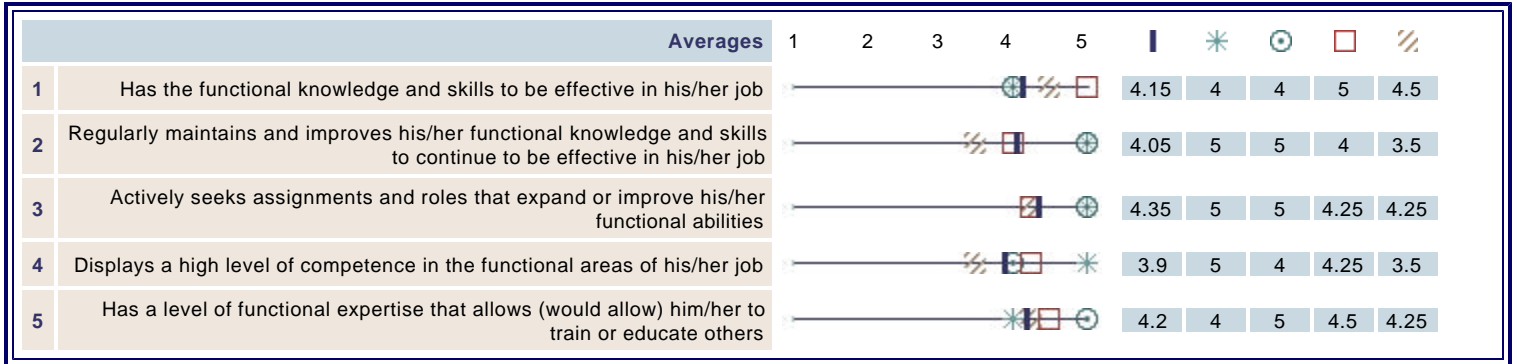 Averages 1 2 3 4 5
1 Has the functional knowledge and skills to be effective in his/her job 4.15 4 4 5 4.5
2 Regularly maintains and improves his/her functional knowledge and skills
to continue to be effective in his/her job 4.05 5 5 4 3.5
3 Actively seeks assignments and roles that expand or improve his/her
functional abilities 4.35 5 5 4.25 4.25
4 Displays a high level of competence in the functional areas of his/her job 3.9 5 4 4.25 3.5
5 Has a level of functional expertise that allows (would allow) him/her to
train or educate others 4.2 4 5 4.5 4.25